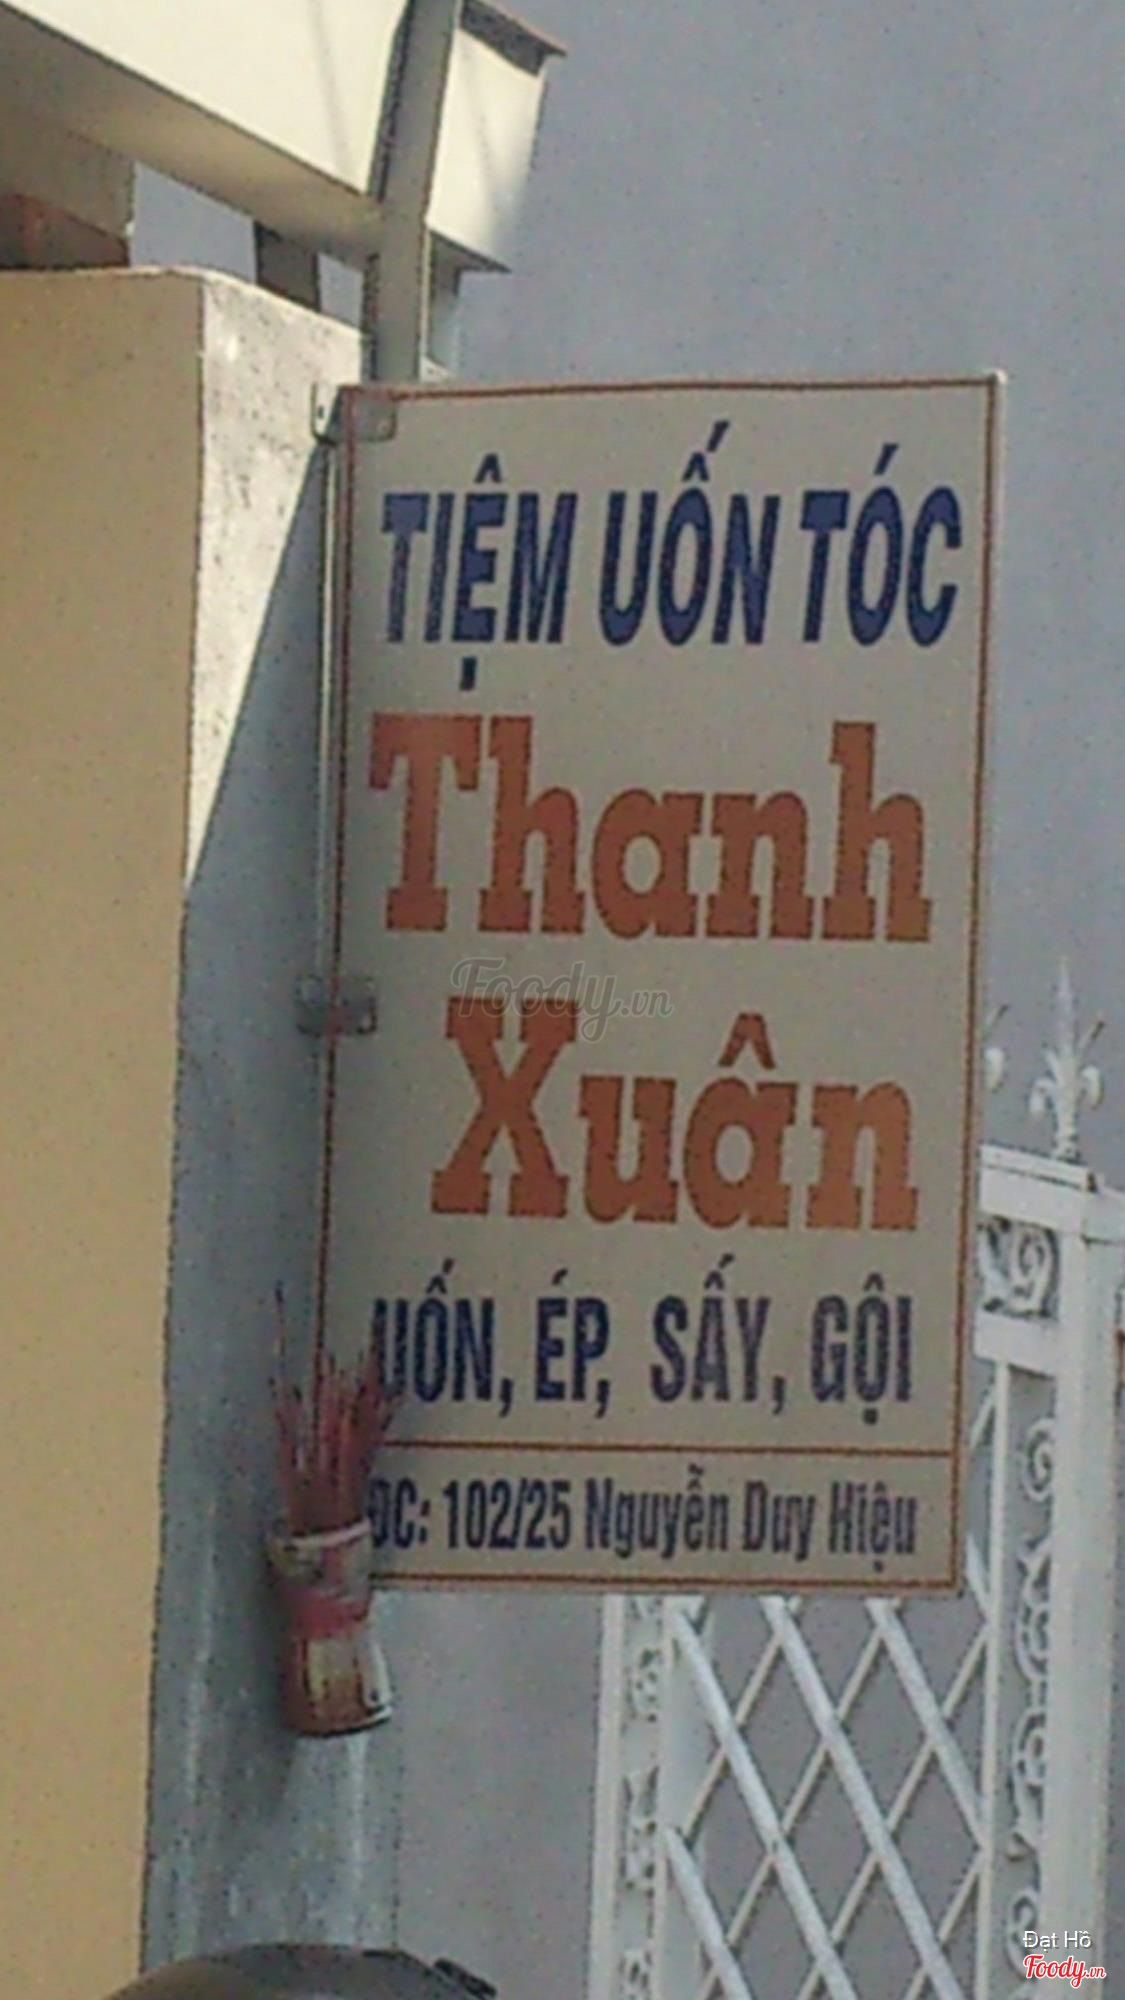 TIỆM UỐN TÓC
Thanh
Xuân
UỐN, ÉP, SẤY, GỘI
ĐC: 102/25 Nguyễn Duy Hiệu
Foody.vn
Đạt Hồ
Foody.vn